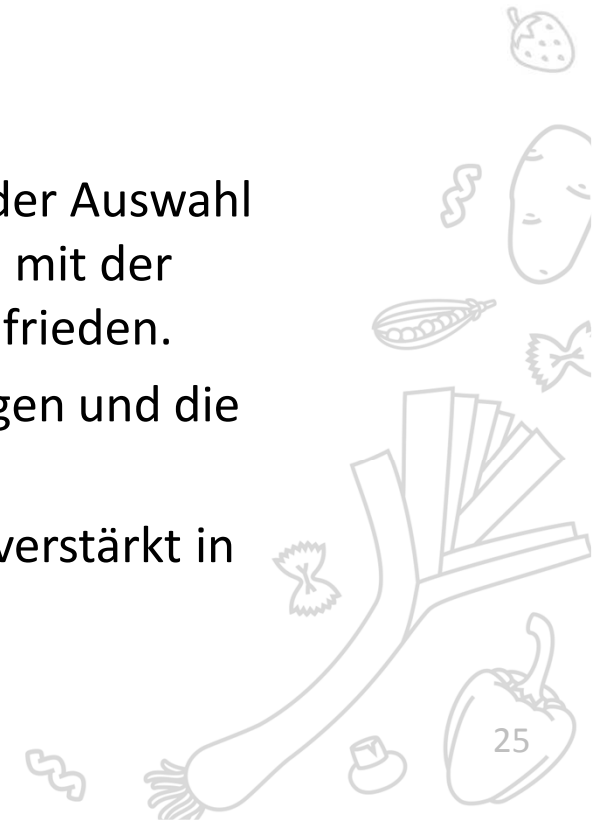 der Auswahl
mit der
frieden.
gen und die
verstärkt in
25